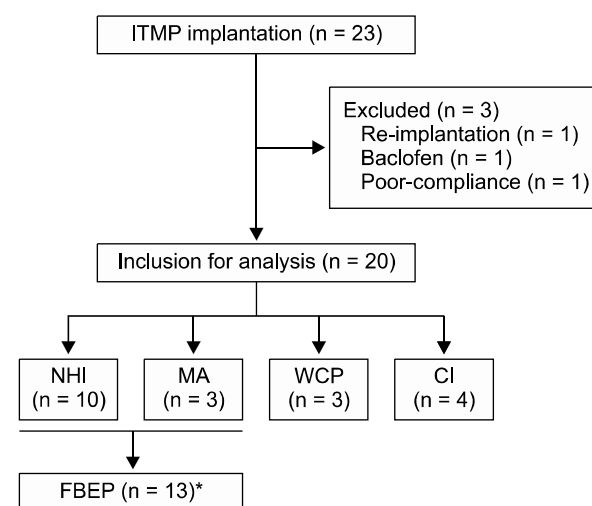 ITMP implantation (n = 23)
Excluded (n = 3)
Re-implantation (n = 1)
Baclofen (n = 1)
Poor-compliance (n = 1)
Inclusion for analysis (n = 20)
NHI
(n = 10)
MA
(n = 3)
WCP
(n = 3)
CI
(n = 4)
FBEP (n = 13)*